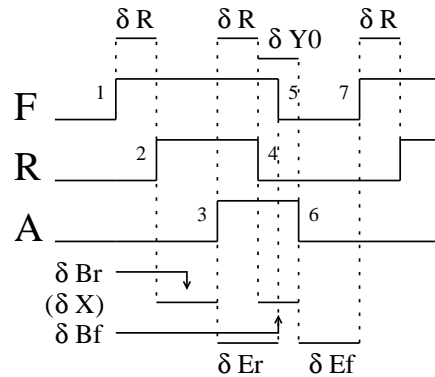 δ R δ R δ Y0 δ R
F 1 5 7
R 2 4
A 3 6
δ Br
(δ X)
δ Bf
δ Er δ Ef